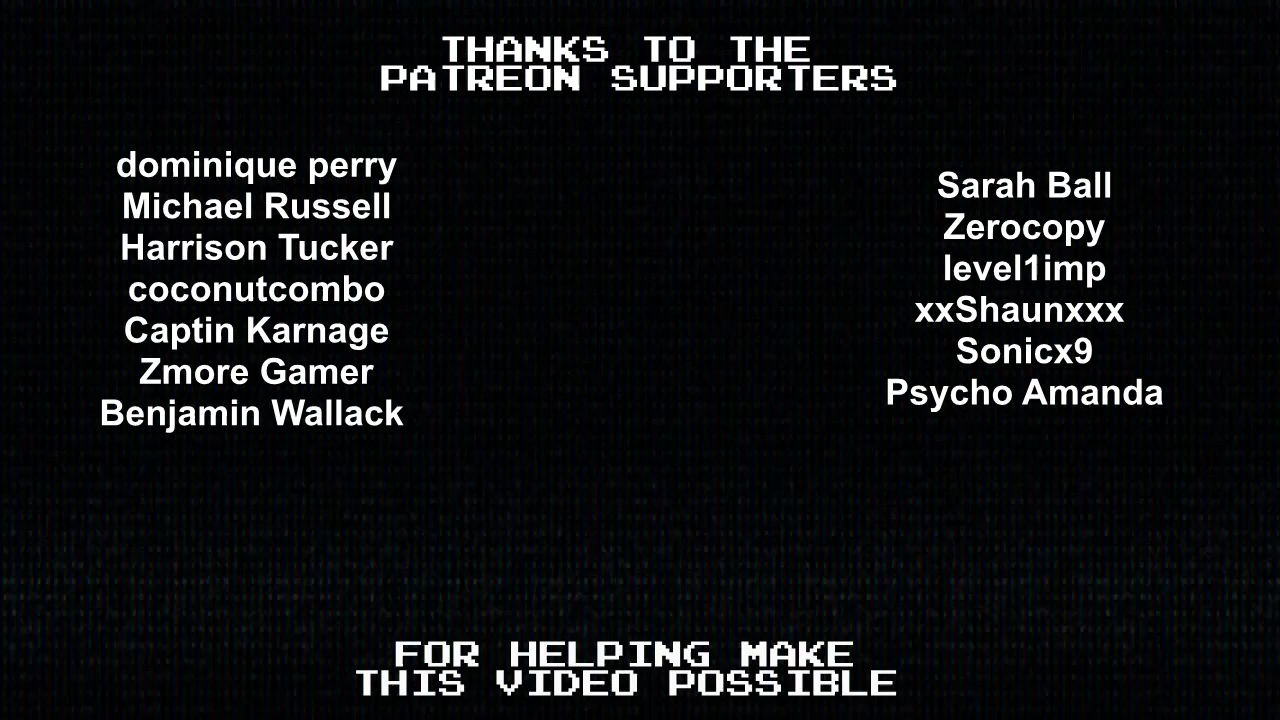 THANKS TO THE
PATREON SUPPORTERS
dominique perry
Michael Russell
Harrison Tucker
coconutcombo
Captin Karnage
Zmore Gamer
Benjamin Wallack
Sarah Ball
Zerocopy
level1imp
xxShaunxxx
Sonicx9
Psycho Amanda
FOR HELPING MAKE
THIS VIDEO POSSIBLE